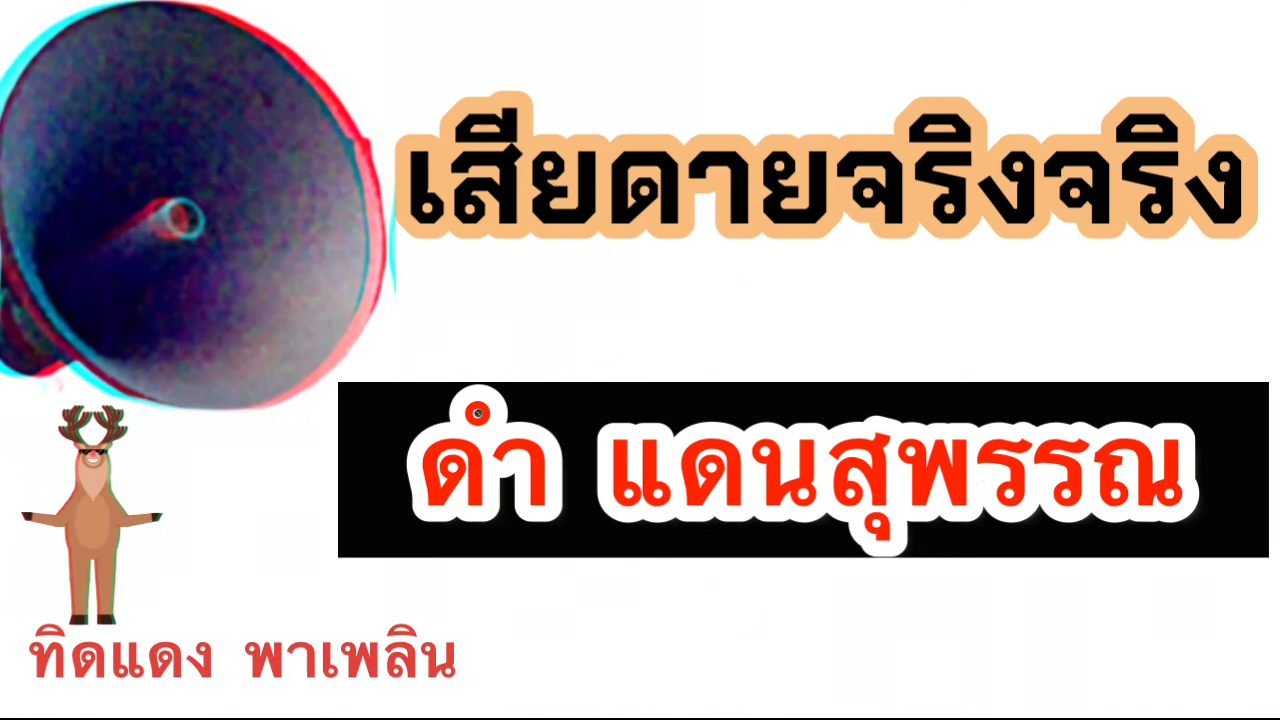 เสียดายจริงจริง
ดำ แดนสุพรรณ
ทิดแดง พาเพลิน